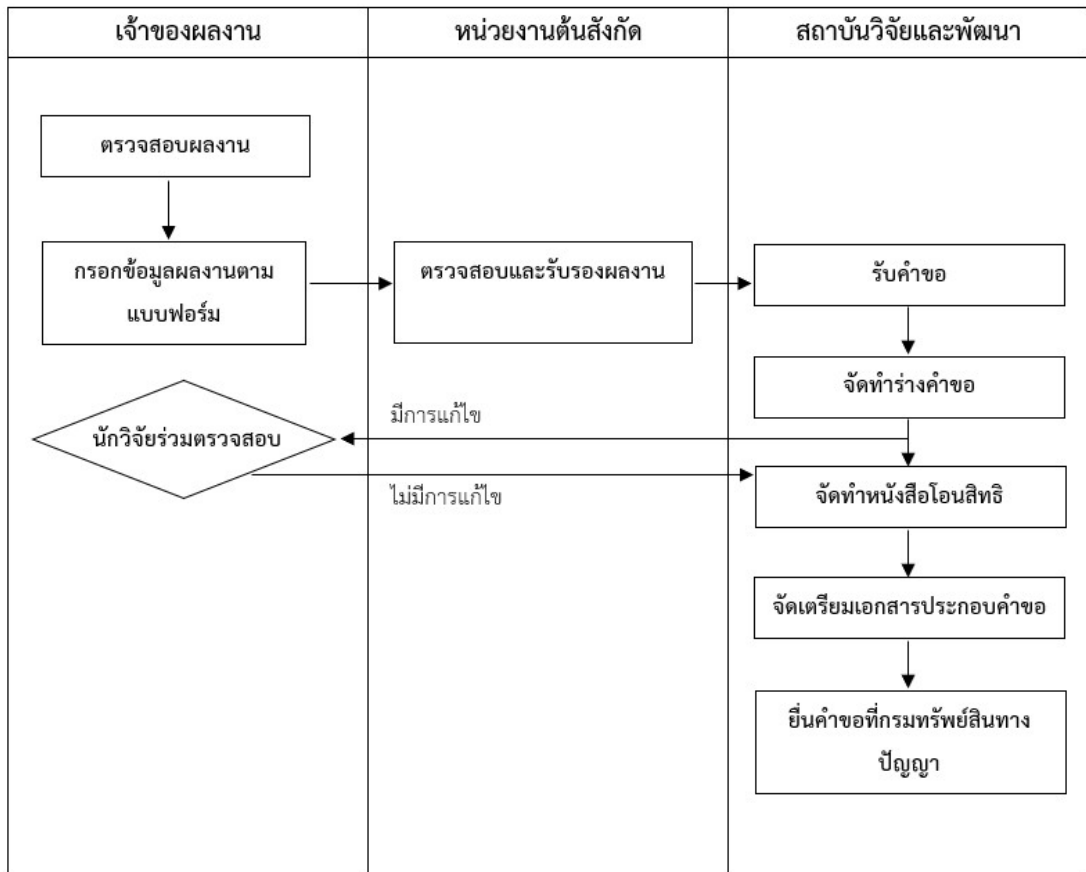 เจ้าของผลงาน
หน่วยงานต้นสังกัด
สถาบันวิจัยและพัฒนา
ตรวจสอบผลงาน
กรอกข้อมูลผลงานตาม
แบบฟอร์ม
ตรวจสอบและรับรองผลงาน
รับคำขอ
จัดทำร่างคำขอ
มีการแก้ไข
นักวิจัยร่วมตรวจสอบ
ไม่มีการแก้ไข
จัดทำหนังสือโอนสิทธิ
จัดเตรียมเอกสารประกอบคำขอ
ยื่นคำขอที่กรมทรัพย์สินทาง
ปัญญา